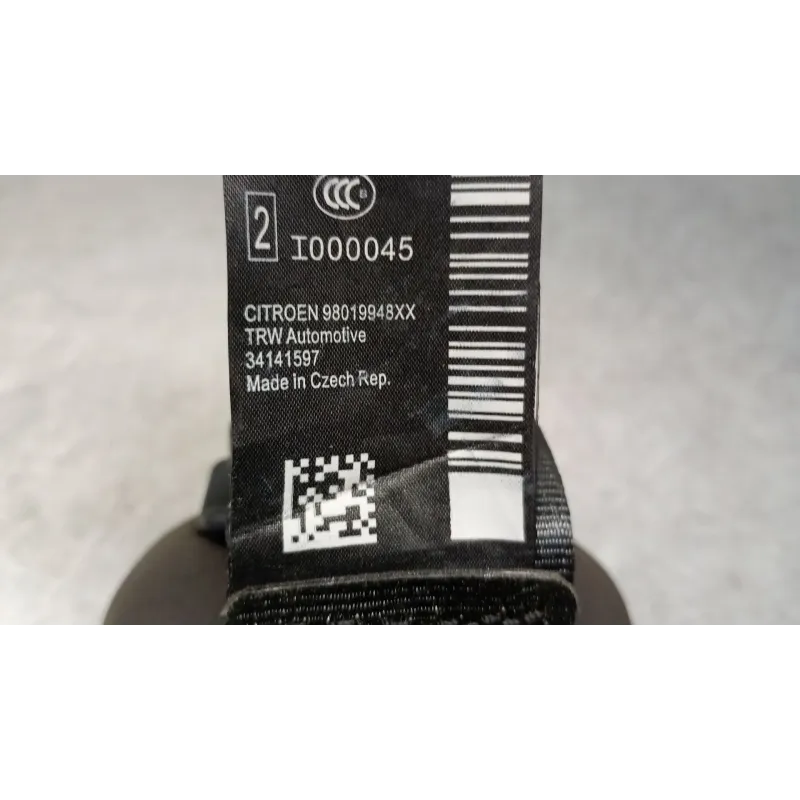 CCC S
2
I000045
CITROEN 98019948XX
TRW Automotive
34141597
Made in Czech Rep.